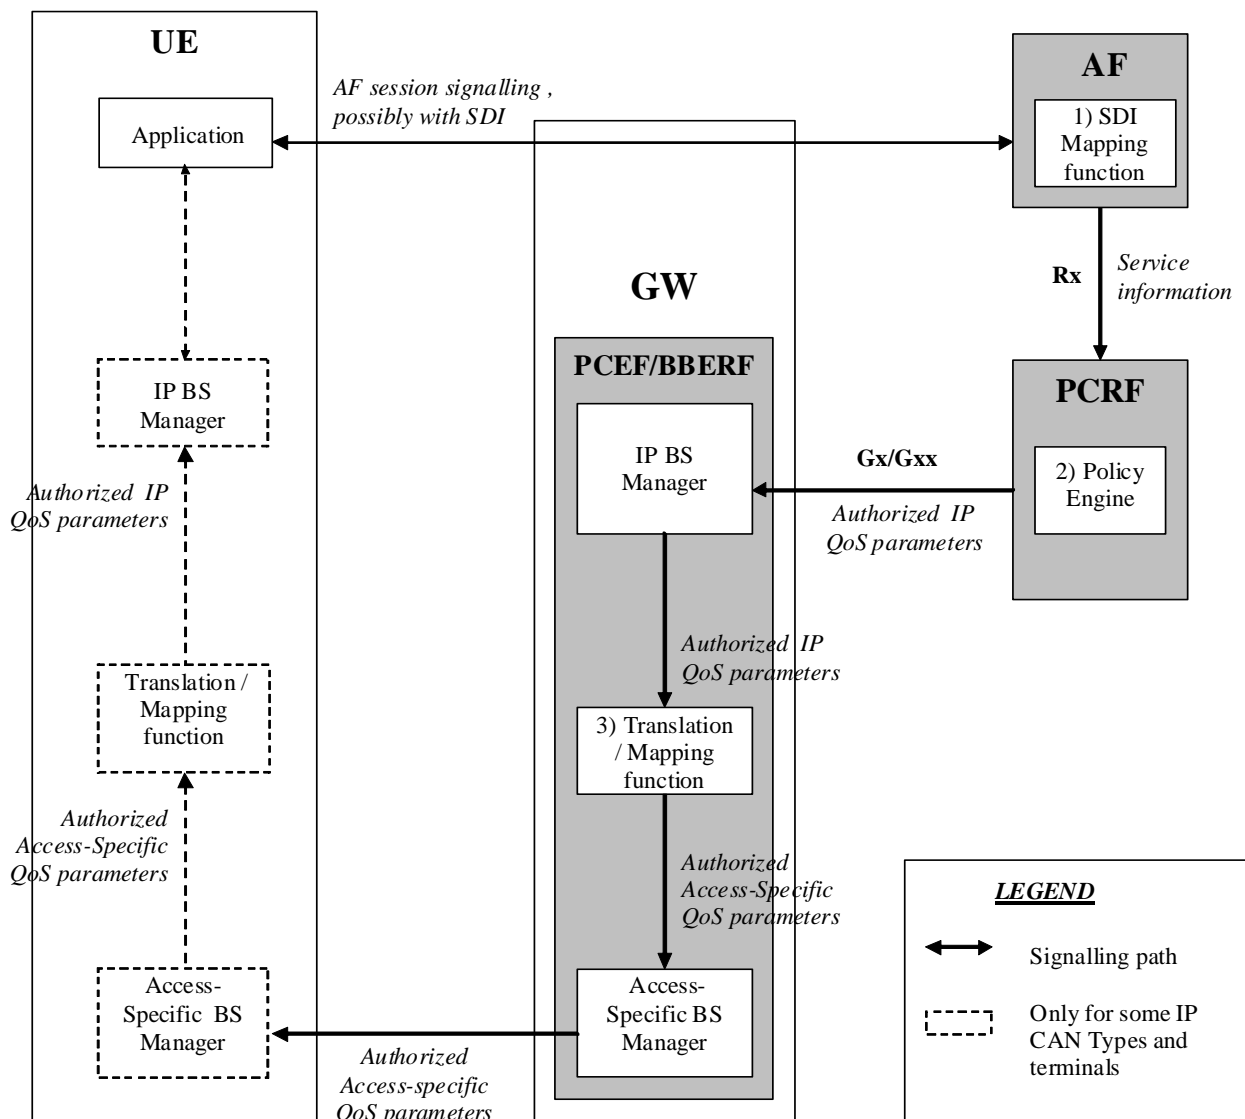 UE
Application
AF session signalling ,
possibly with SDI
AF
1) SDI
Mapping
function
Rx
Service
information
GW
PCEF/BBERF
IP BS
Manager
PCRF
2) Policy
Engine
Gx/Gxx
Authorized IP
QoS parameters
IP BS
Manager
Authorized IP
QoS parameters
Authorized IP
QoS parameters
Translation /
Mapping
function
3) Translation
/ Mapping
function
Authorized
Access-Specific
QoS parameters
Authorized
Access-Specific
QoS parameters
Access-
Specific BS
Manager
Access-
Specific BS
Manager
Authorized
Access-specific
QoS parameters
LEGEND
Signalling path
Only for some IP
CAN Types and
terminals